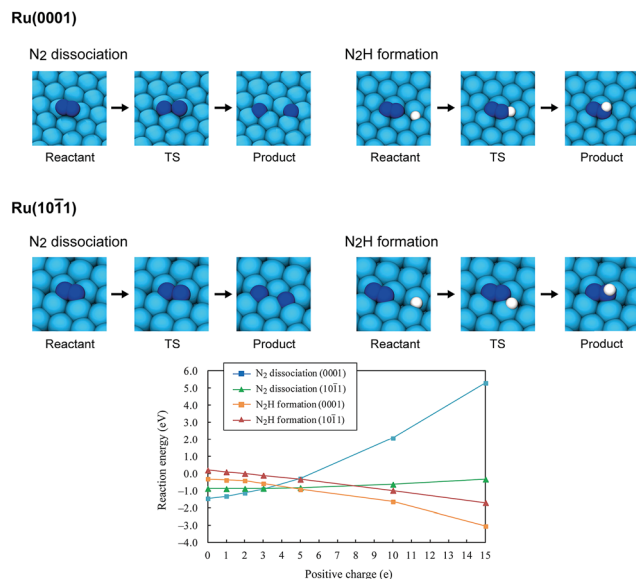 Ru(0001)
N2 dissociation
N2H formation
Reactant
TS
Product
Reactant
TS
Product
Ru(101̄1)
N2 dissociation
N2H formation
Reactant
TS
Product
Reactant
TS
Product
N2 dissociation (0001)
N2 dissociation (101̄1)
N2H formation (0001)
N2H formation (101̄1)
6.0
5.0
4.0
3.0
2.0
1.0
0.0
−1.0
−2.0
−3.0
−4.0
Reaction energy (eV)
0 1 2 3 4 5 6 7 8 9 10 11 12 13 14 15
Positive charge (e)